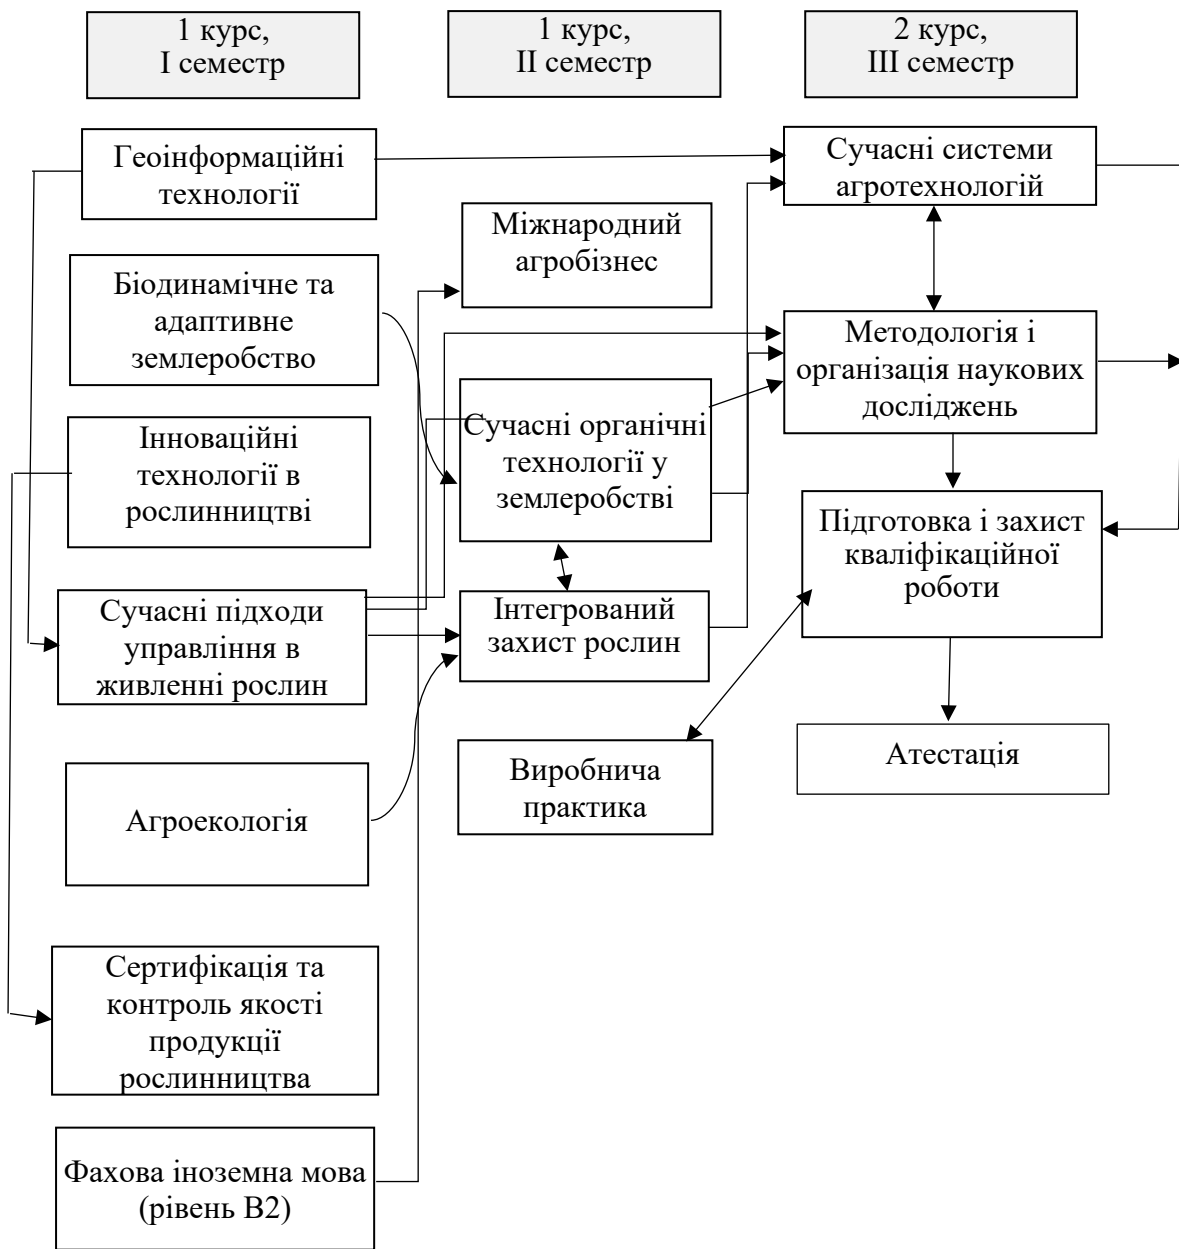 1 курс,
I семестр
1 курс,
II семестр
2 курс,
III семестр
Геоінформаційні
технології
Біодинамічне та
адаптивне
землеробство
Інноваційні
технології в
рослинництві
Сучасні підходи
управління в
живленні рослин
Агроекологія
Сертифікація та
контроль якості
продукції
рослинництва
Фахова іноземна мова
(рівень В2)
Міжнародний
агробізнес
Сучасні органічні
технології у
землеробстві
Інтегрований
захист рослин
Виробнича
практика
Сучасні системи
агротехнологій
Методологія і
організація наукових
досліджень
Підготовка і захист
кваліфікаційної
роботи
Атестація